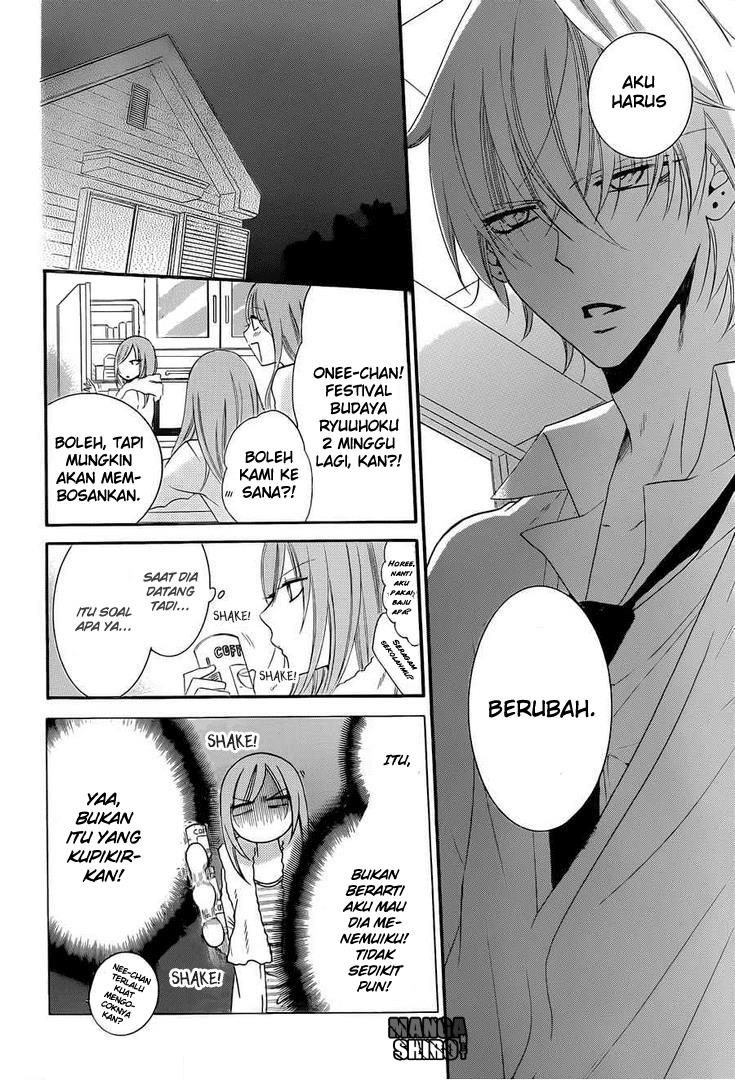 AKU
HARUS
BERUBAH.
ONEE-CHAN!
FESTIVAL
BUDAYA
RYUUHOKU
2 MINGGU
LAGI, KAN?!
BOLEH
KAMI KE
SANA?!
BOLEH, TAPI
MUNGKIN
AKAN MEM-
BOSANKAN.
HOREE,
NANTI
AKU
PAKAI
BAJU
APA?
SERAGAM
SEKOLAHMU?
SAAT DIA
DATANG
TADI...
ITU SOAL
APA YA...
SHAKE!
COFF
SHAKE!
SHAKE!
ITU,
BUKAN
BERARTI
AKU MAU
DIA ME-
NEMUIKU!
TIDAK
SEDIKIT
PUN!
YAA,
BUKAN
ITU YANG
KUPIKIR-
KAN!
SHAKE!
NEE-CHAN
TERLALU
KUAT
MENGO-
COKNYA
KAN?
MANGA
SHIRO!